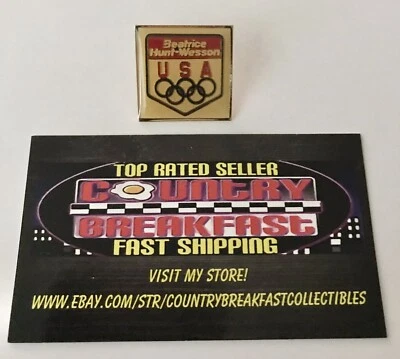 Beatrice
Hunt-Wesson
USA
TOP RATED SELLER
COUNTRY
BREAKFAST
FAST SHIPPING
VISIT MY STORE!
WWW.EBAY.COM/STR/COUNTRYBREAKFASTCOLLECTIBLES